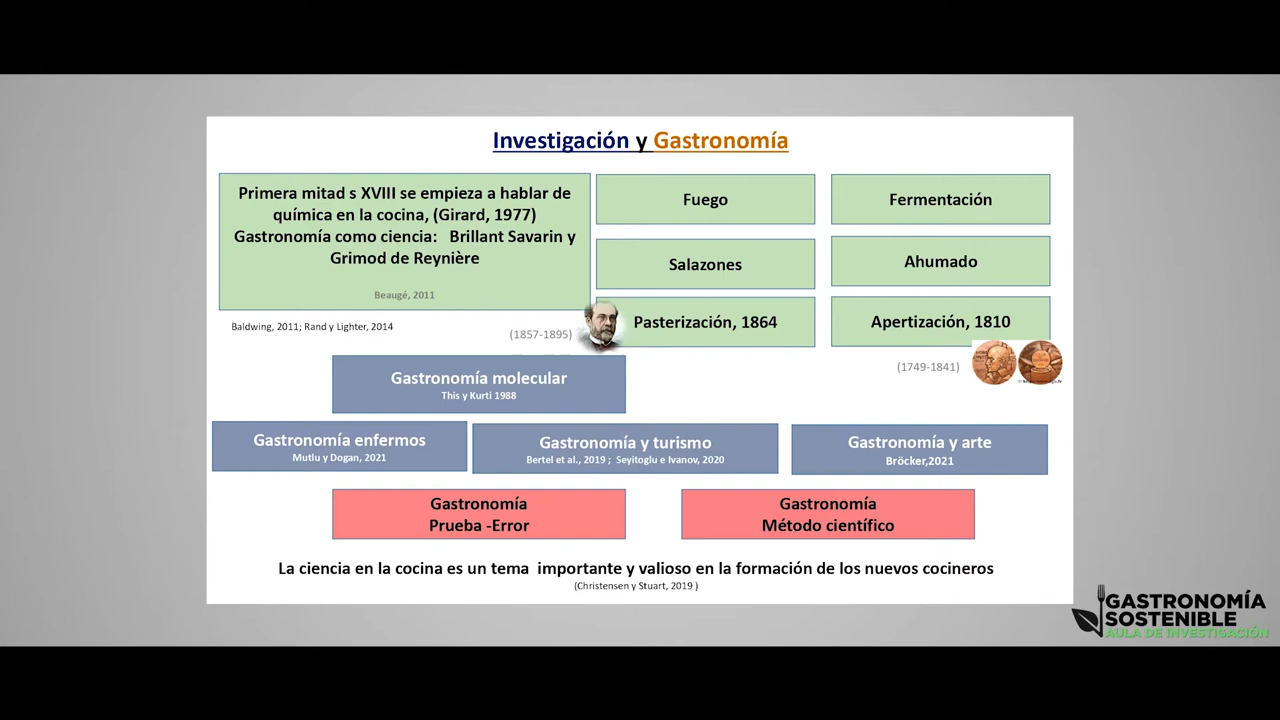 Investigación y Gastronomía
Primera mitad s XVIII se empieza a hablar de
química en la cocina, (Girard, 1977)
Gastronomía como ciencia: Brillant Savarin y
Grimod de Reynière
Beaugé, 2011
Fuego
Fermentación
Salazones
Ahumado
Pasterización, 1864
Apertización, 1810
Baldwing, 2011; Rand y Lighter, 2014
(1857-1895)
(1749-1841)
Gastronomía molecular
This y Kurti 1988
Gastronomía enfermos
Mutlu y Dogan, 2021
Gastronomía y turismo
Bertel et al., 2019 ; Seyitoglu e Ivanov, 2020
Gastronomía y arte
Bröcker,2021
Gastronomía
Prueba -Error
Gastronomía
Método científico
La ciencia en la cocina es un tema importante y valioso en la formación de los nuevos cocineros
(Christensen y Stuart, 2019 )
GASTRONOMÍA
SOSTENIBLE
AULA DE INVESTIGACIÓN